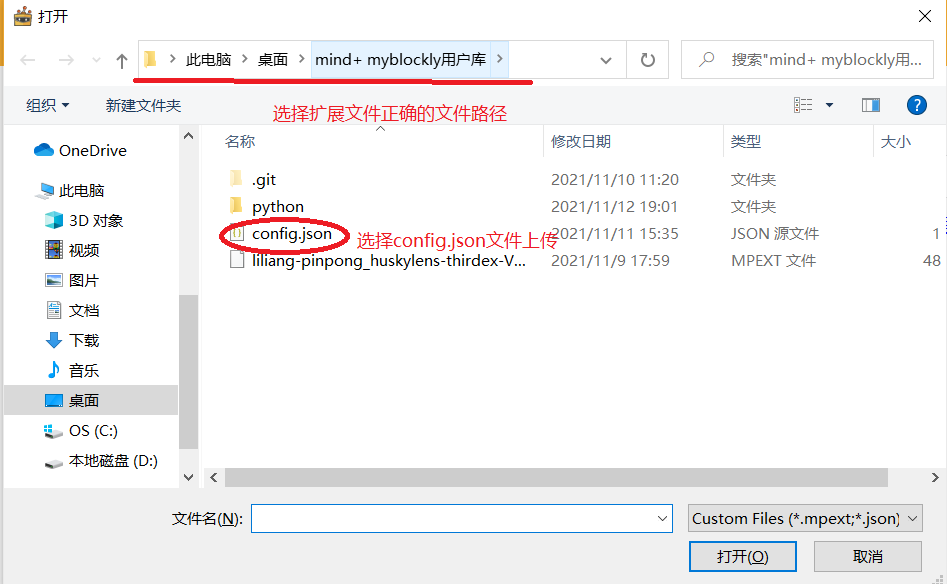 打开
此电脑 > 桌面 > mind+ myblockly用户库 >
搜索"mind+ myblockly用...
组织 新建文件夹
选择扩展文件正确的文件路径
名称 修改日期 类型 大小
OneDrive
此电脑
3D 对象
视频
图片
文档
下载
音乐
桌面
OS (C:)
本地磁盘 (D:)
.git 2021/11/10 11:20 文件夹
python 2021/11/12 19:01 文件夹
config.json 2021/11/11 15:35 JSON 源文件 1
选择config.json文件上传
liliang-pinpong_huskylens-thirdex-V... 2021/11/9 17:59 MPEXT 文件 48
文件名(N): Custom Files (*.mpext;*.json)
打开(O) 取消